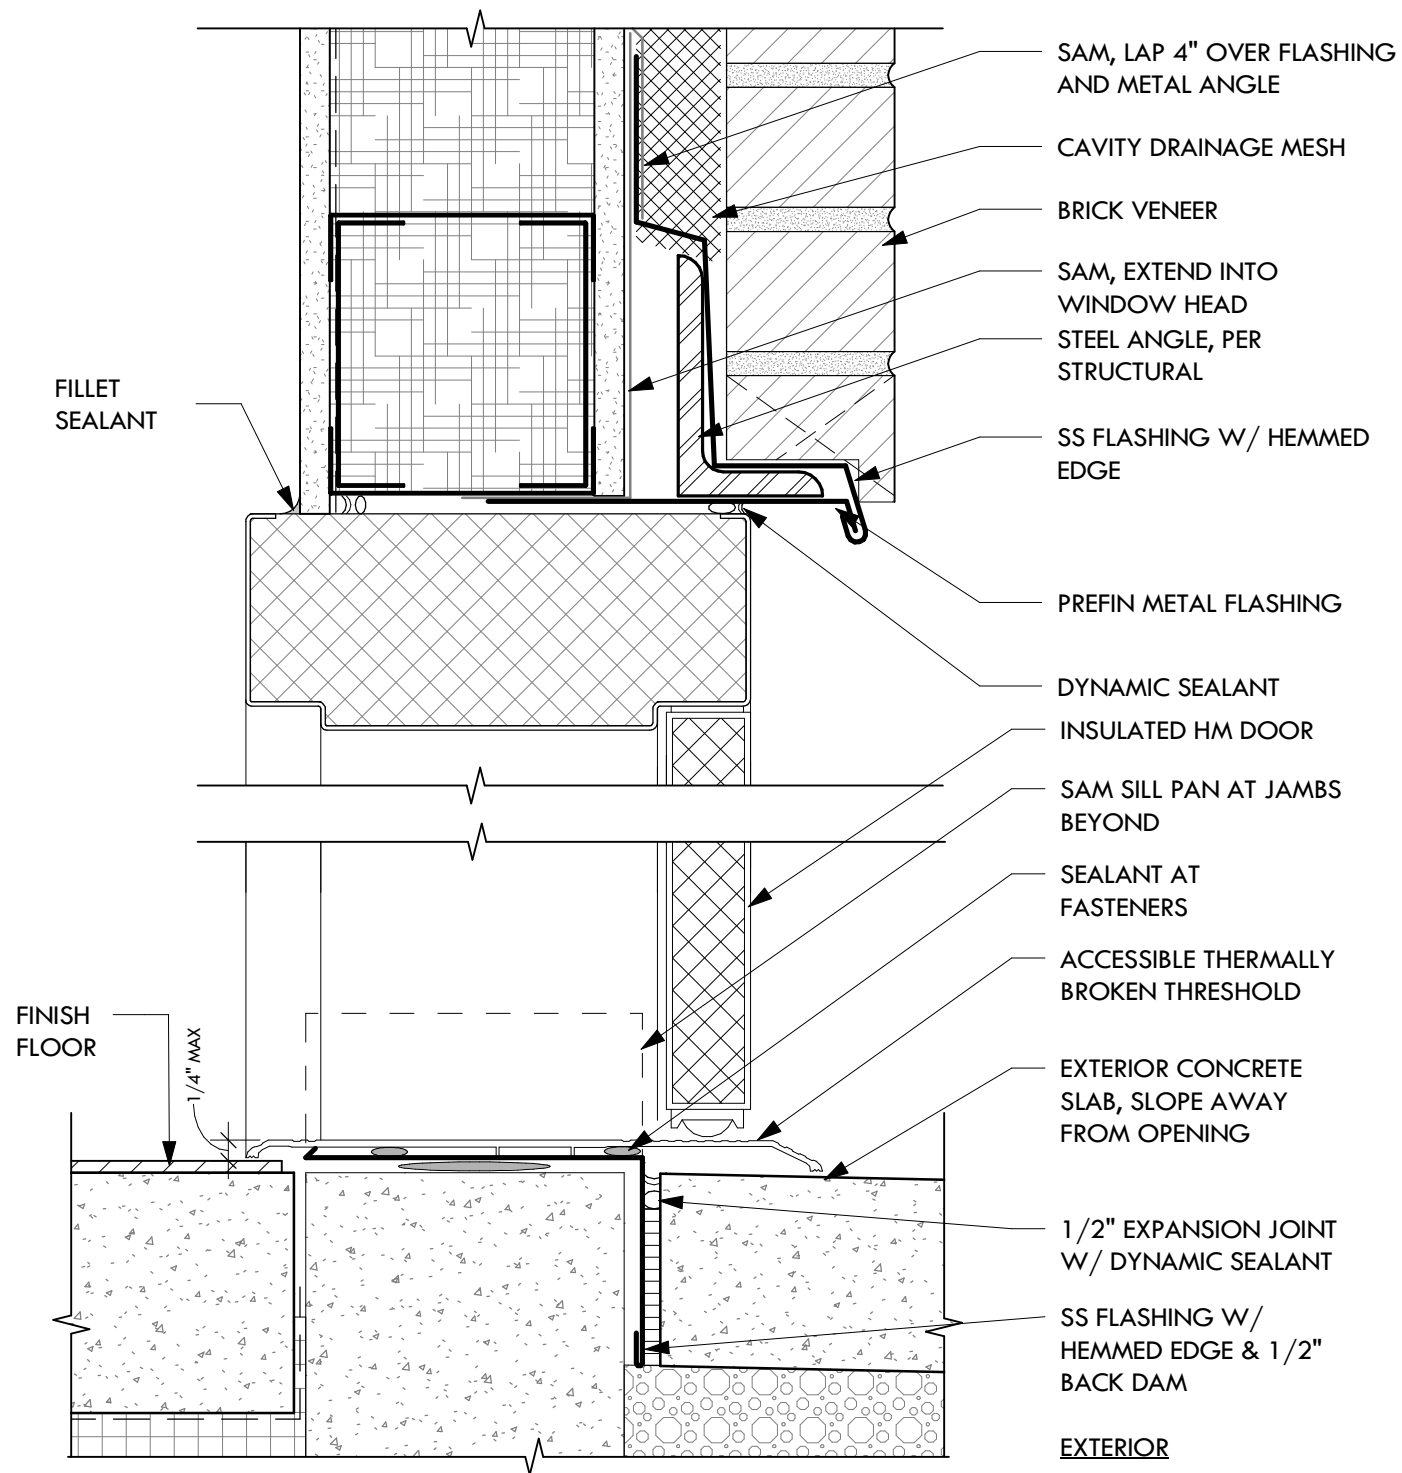 SAM, LAP 4" OVER FLASHING
AND METAL ANGLE
CAVITY DRAINAGE MESH
BRICK VENEER
SAM, EXTEND INTO
WINDOW HEAD
STEEL ANGLE, PER
STRUCTURAL
FILLET
SEALANT
SS FLASHING W/ HEMMED
EDGE
PREFIN METAL FLASHING
DYNAMIC SEALANT
INSULATED HM DOOR
SAM SILL PAN AT JAMBS
BEYOND
SEALANT AT
FASTENERS
ACCESSIBLE THERMALLY
BROKEN THRESHOLD
FINISH
FLOOR
1/4" MAX
EXTERIOR CONCRETE
SLAB, SLOPE AWAY
FROM OPENING
1/2" EXPANSION JOINT
W/ DYNAMIC SEALANT
SS FLASHING W/
HEMMED EDGE & 1/2"
BACK DAM
EXTERIOR